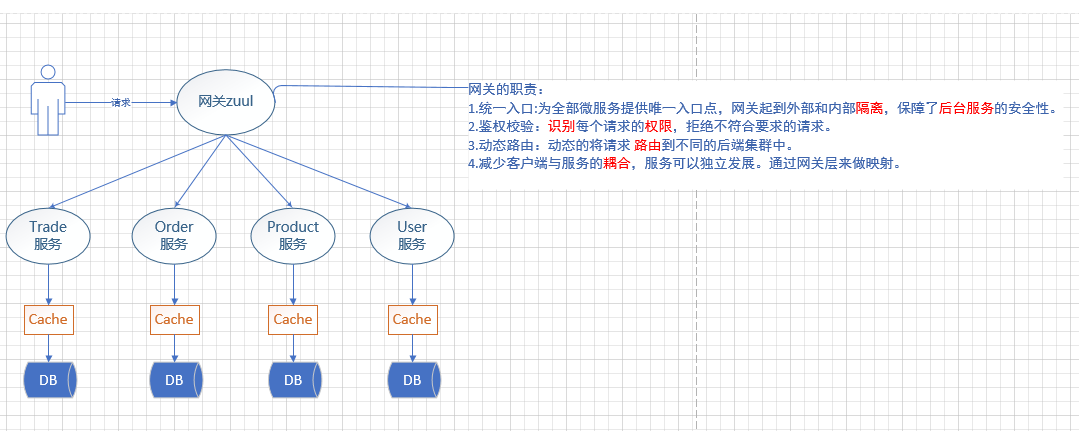 网关的职责：
请求
网关zuul
1.统一入口:为全部微服务提供唯一入口点，网关起到外部和内部隔离，保障了后台服务的安全性。
2.鉴权校验：识别每个请求的权限，拒绝不符合要求的请求。
3.动态路由：动态的将请求 路由到不同的后端集群中。
4.减少客户端与服务的耦合，服务可以独立发展。通过网关层来做映射。
Trade
服务
Order
服务
Product
服务
User
服务
Cache
Cache
Cache
Cache
DB
DB
DB
DB